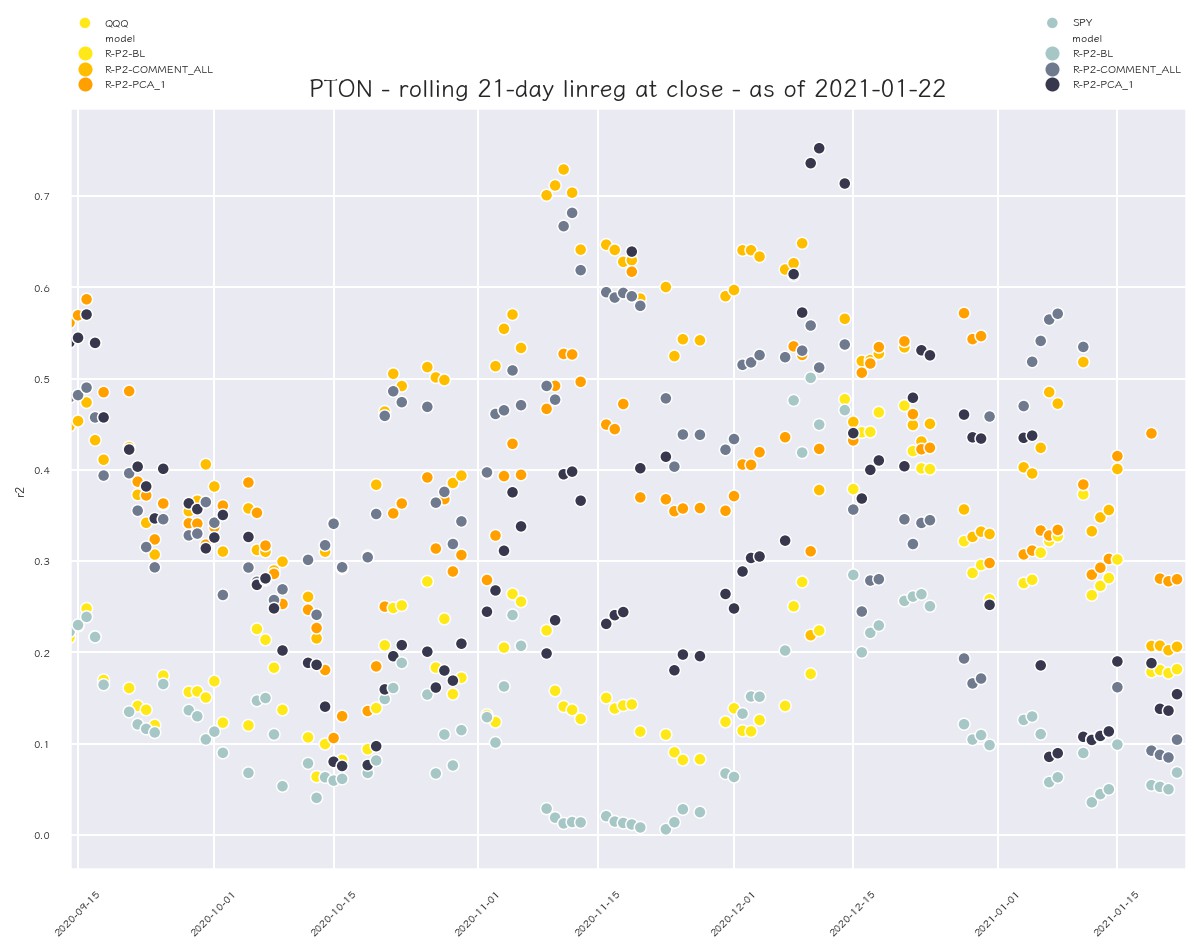 QQQ
model
R-P2-BL
R-P2-COMMENT_ALL
R-P2-PCA_1
SPY
model
R-P2-BL
R-P2-COMMENT_ALL
R-P2-PCA_1
PTON - rolling 21-day linreg at close - as of 2021-01-22
r2
0.7
0.6
0.5
0.4
0.3
0.2
0.1
0.0
2020-09-15
2020-10-01
2020-10-15
2020-11-01
2020-11-15
2020-12-01
2020-12-15
2021-01-01
2021-01-15